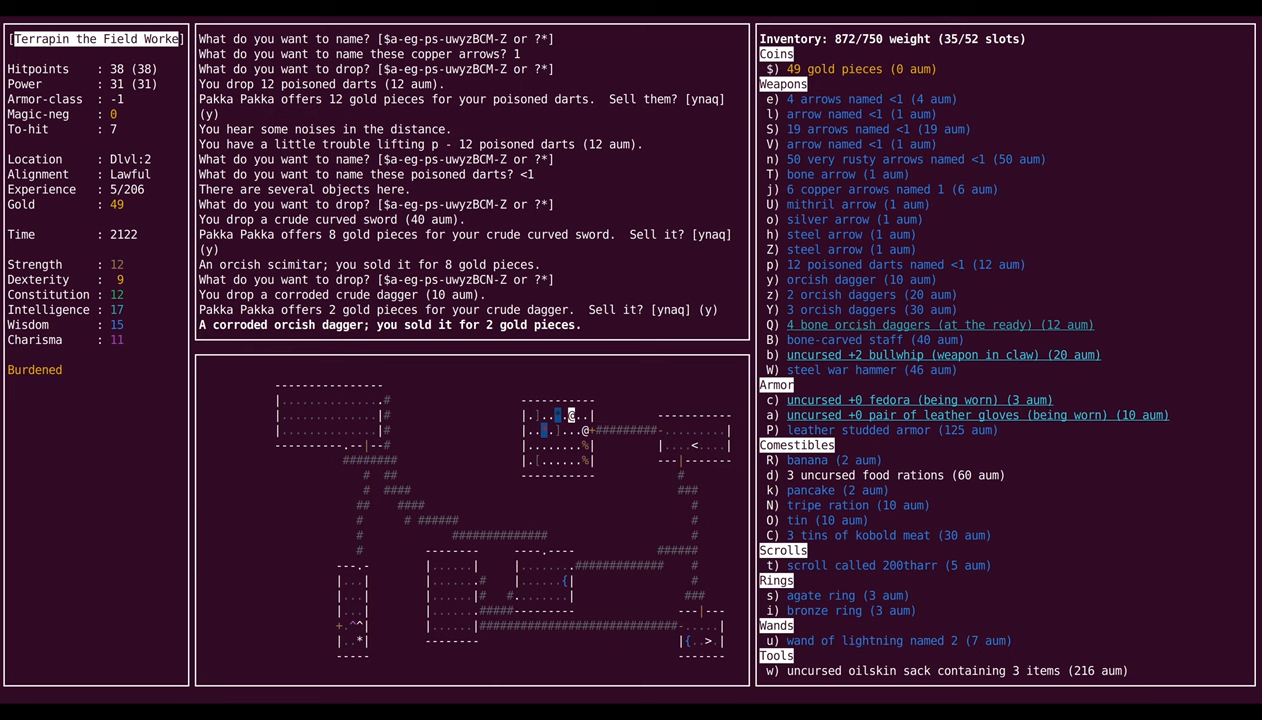 [Terrapin the Field Worke]
Hitpoints : 38 (38)
Power : 31 (31)
Armor-class : -1
Magic-neg : 0
To-hit : 7
Location : Dlvl:2
Alignment : Lawful
Experience : 5/206
Gold : 49
Time : 2122
Strength : 12
Dexterity : 9
Constitution : 12
Intelligence : 17
Wisdom : 15
Charisma : 11
Burdened
What do you want to name? [$a-eg-ps-uwyzBCM-Z or ?*]
What do you want to name these copper arrows? 1
What do you want to drop? [$a-eg-ps-uwyzBCM-Z or ?*]
You drop 12 poisoned darts (12 aum).
Pakka Pakka offers 12 gold pieces for your poisoned darts.  Sell them? [ynaq]
(y)
You hear some noises in the distance.
You have a little trouble lifting p - 12 poisoned darts (12 aum).
What do you want to name? [$a-eg-ps-uwyzBCM-Z or ?*]
What do you want to name these poisoned darts? <1
There are several objects here.
What do you want to drop? [$a-eg-ps-uwyzBCM-Z or ?*]
You drop a crude curved sword (40 aum).
Pakka Pakka offers 8 gold pieces for your crude curved sword.  Sell it? [ynaq]
(y)
An orcish scimitar; you sold it for 8 gold pieces.
What do you want to drop? [$a-eg-ps-uwyzBCN-Z or ?*]
You drop a corroded crude dagger (10 aum).
Pakka Pakka offers 2 gold pieces for your crude dagger.  Sell it? [ynaq] (y)
A corroded orcish dagger; you sold it for 2 gold pieces.
Inventory: 872/750 weight (35/52 slots)
Coins
$) 49 gold pieces (0 aum)
Weapons
e) 4 arrows named <1 (4 aum)
l) arrow named <1 (1 aum)
S) 19 arrows named <1 (19 aum)
V) arrow named <1 (1 aum)
n) 50 very rusty arrows named <1 (50 aum)
T) bone arrow (1 aum)
j) 6 copper arrows named 1 (6 aum)
U) mithril arrow (1 aum)
o) silver arrow (1 aum)
h) steel arrow (1 aum)
Z) steel arrow (1 aum)
p) 12 poisoned darts named <1 (12 aum)
y) orcish dagger (10 aum)
z) 2 orcish daggers (20 aum)
Y) 3 orcish daggers (30 aum)
Q) 4 bone orcish daggers (at the ready) (12 aum)
B) bone-carved staff (40 aum)
b) uncursed +2 bullwhip (weapon in claw) (20 aum)
W) steel war hammer (46 aum)
Armor
c) uncursed +0 fedora (being worn) (3 aum)
a) uncursed +0 pair of leather gloves (being worn) (10 aum)
P) leather studded armor (125 aum)
Comestibles
R) banana (2 aum)
d) 3 uncursed food rations (60 aum)
k) pancake (2 aum)
N) tripe ration (10 aum)
O) tin (10 aum)
C) 3 tins of kobold meat (30 aum)
Scrolls
t) scroll called 200tharr (5 aum)
Rings
s) agate ring (3 aum)
i) bronze ring (3 aum)
Wands
u) wand of lightning named 2 (7 aum)
Tools
w) uncursed oilskin sack containing 3 items (216 aum)